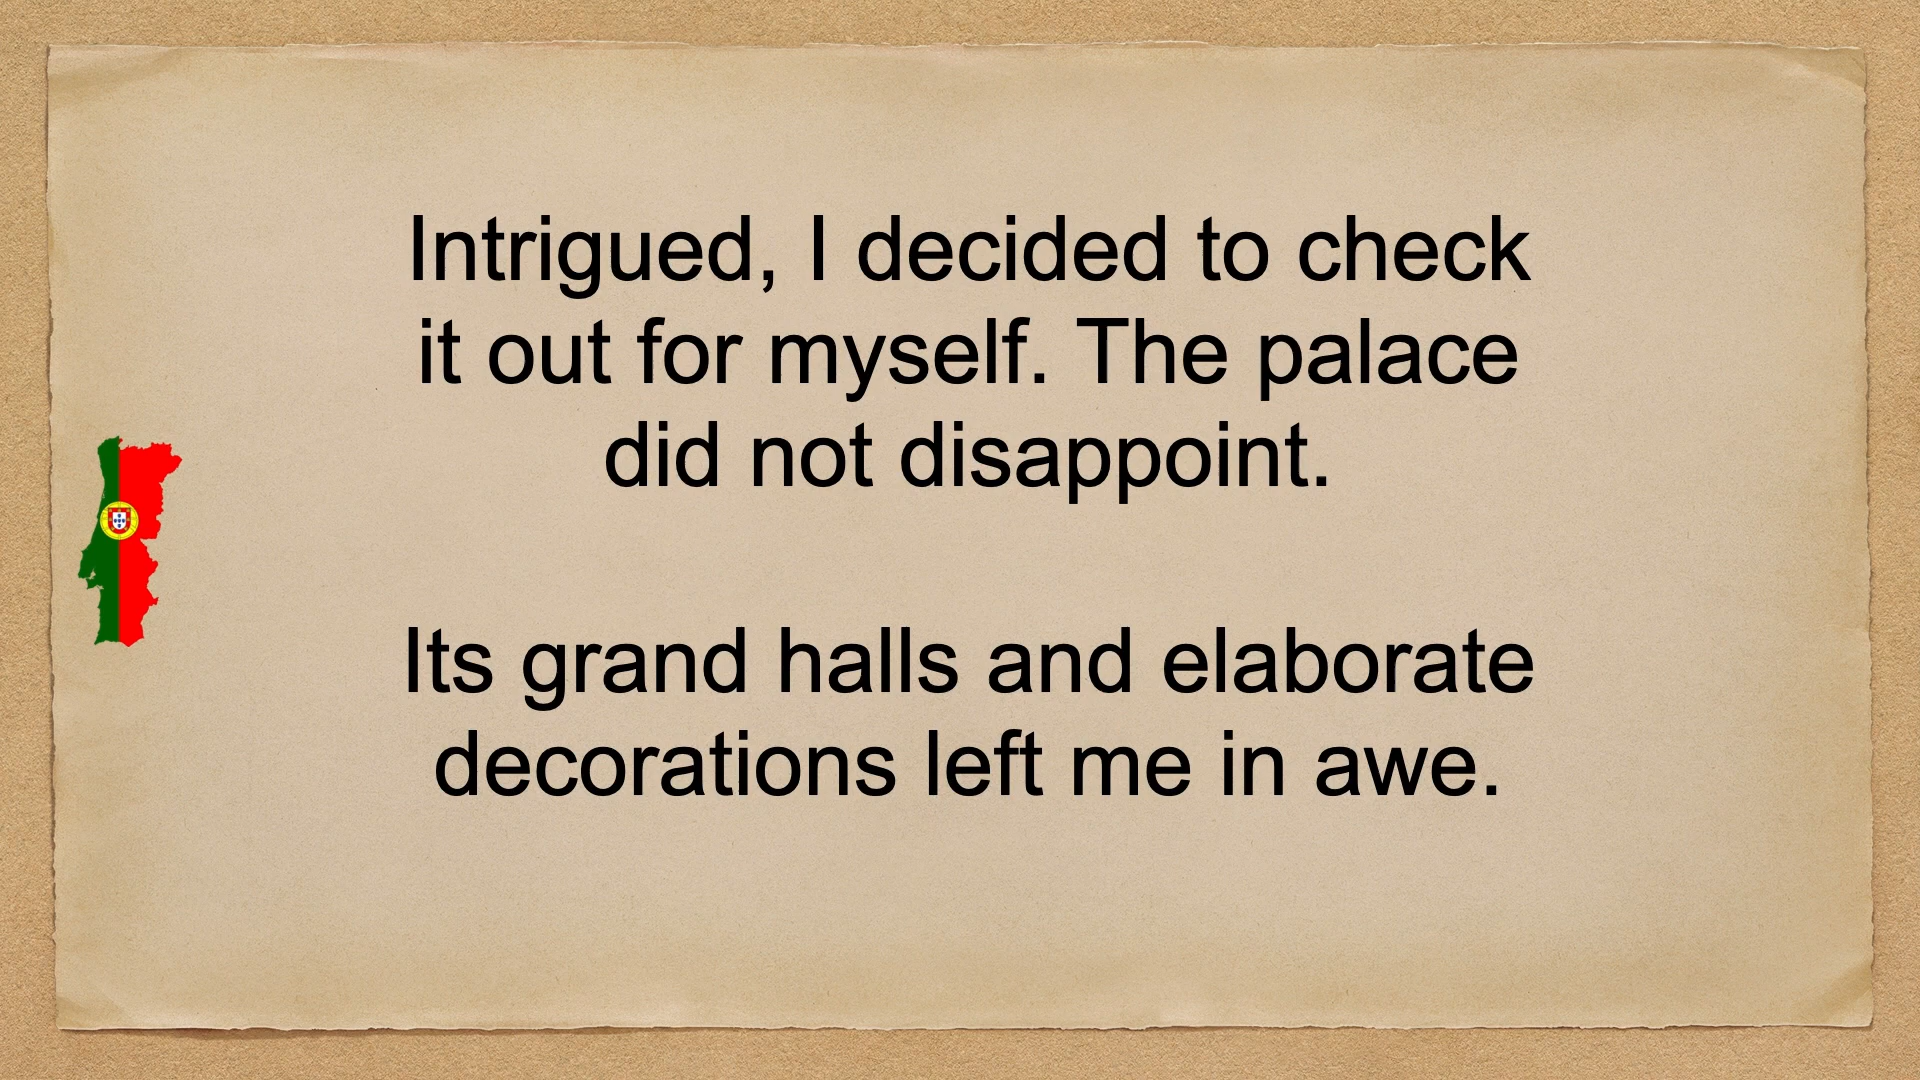 Intrigued, I decided to check
it out for myself. The palace
did not disappoint.
Its grand halls and elaborate
decorations left me in awe.